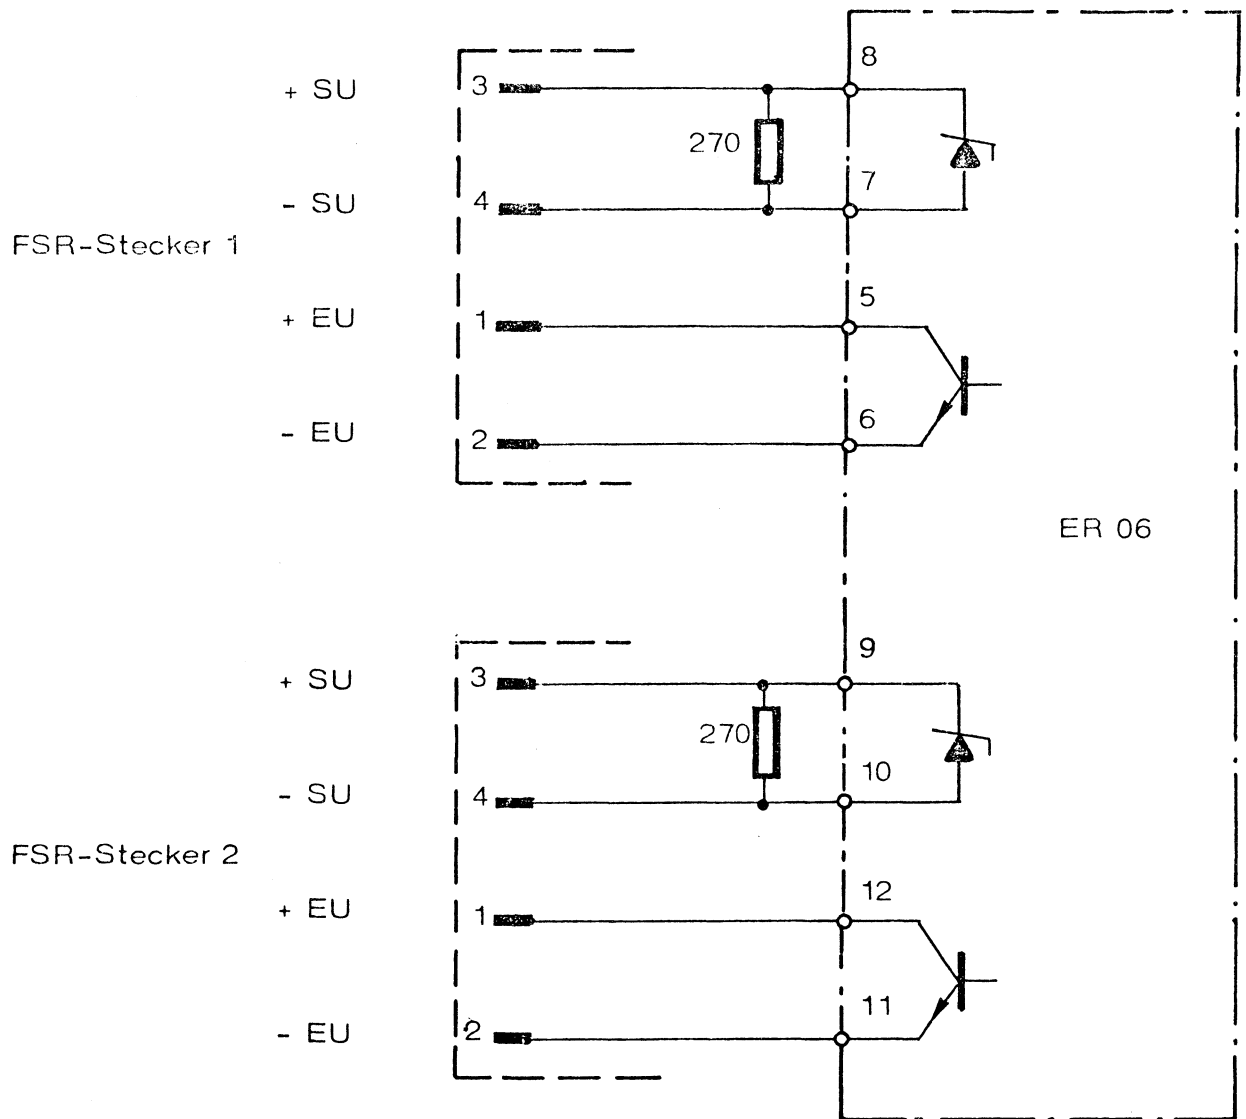 8
+ SU 3
270
7
- SU 4
FSR-Stecker 1
5
+ EU 1
6
- EU 2
ER 06
9
+ SU 3
270
10
- SU 4
FSR-Stecker 2
12
+ EU 1
11
- EU 2